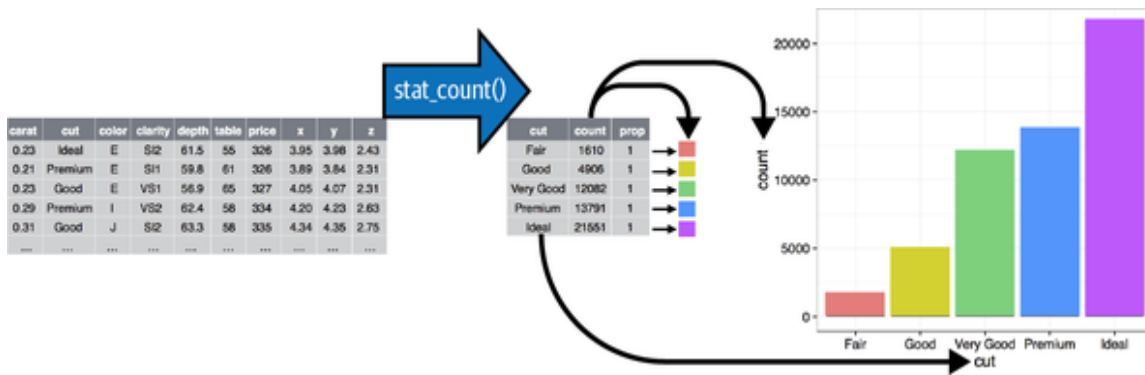 stat_count()
carat cut color clarity depth table price x y z
0.23 Ideal E SI2 61.5 55 326 3.95 3.98 2.43
0.21 Premium E SI1 59.8 61 326 3.89 3.84 2.31
0.23 Good E VS1 56.9 65 327 4.05 4.07 2.31
0.29 Premium I VS2 62.4 58 334 4.20 4.23 2.63
0.31 Good J SI2 63.3 58 335 4.34 4.35 2.75
... ... ... ... ... ... ... ... ... ...
cut count prop
Fair 1610 1
Good 4906 1
Very Good 12082 1
Premium 13791 1
Ideal 21551 1
count
20000
15000
10000
5000
0
Fair Good Very Good Premium Ideal
cut